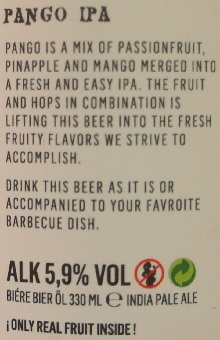 PANGO IPA
PANGO IS A MIX OF PASSIONFRUIT,
PINAPPLE AND MANGO MERGED INTO
A FRESH AND EASY IPA. THE FRUIT
AND HOPS IN COMBINATION IS
LIFTING THIS BEER INTO THE FRESH
FRUITY FLAVORS WE STRIVE TO
ACCOMPLISH.
DRINK THIS BEER AS IT IS OR
ACCOMPANIED TO YOUR FAVROITE
BARBECUE DISH.
ALK 5,9% VOL
BIÉRE BIER ÖL 330 ML ℮ INDIA PALE ALE
¡ONLY REAL FRUIT INSIDE!